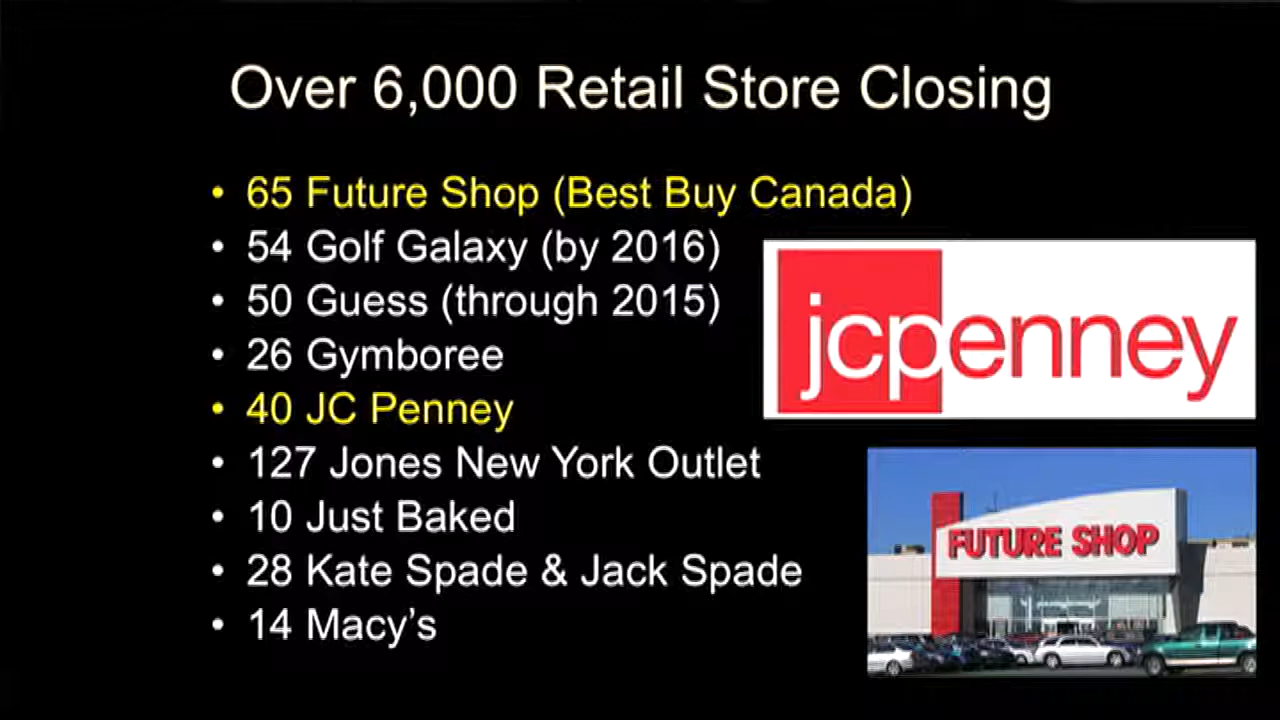 Over 6,000 Retail Store Closing
• 65 Future Shop (Best Buy Canada)
• 54 Golf Galaxy (by 2016)
• 50 Guess (through 2015)
• 26 Gymboree
• 40 JC Penney
• 127 Jones New York Outlet
• 10 Just Baked
• 28 Kate Spade & Jack Spade
• 14 Macy’s
jcpenney
FUTURE SHOP